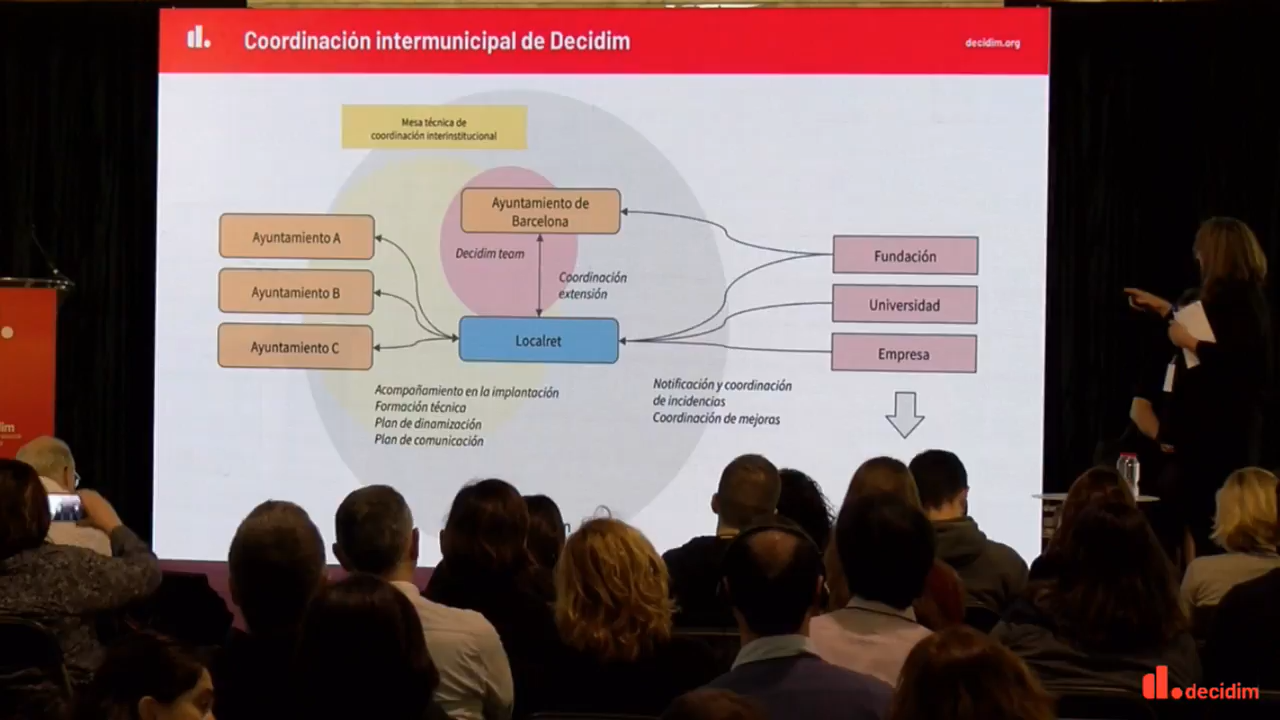 Coordinación intermunicipal de Decidim
decidim.org
Mesa técnica de
coordinación interinstitucional
Ayuntamiento de
Barcelona
Ayuntamiento A
Decidim team
Fundación
Coordinación
extensión
Ayuntamiento B
Universidad
Ayuntamiento C
Localret
Empresa
Acompañamiento en la implantación
Formación técnica
Plan de dinamización
Plan de comunicación
Notificación y coordinación
de incidencias
Coordinación de mejoras
decidim